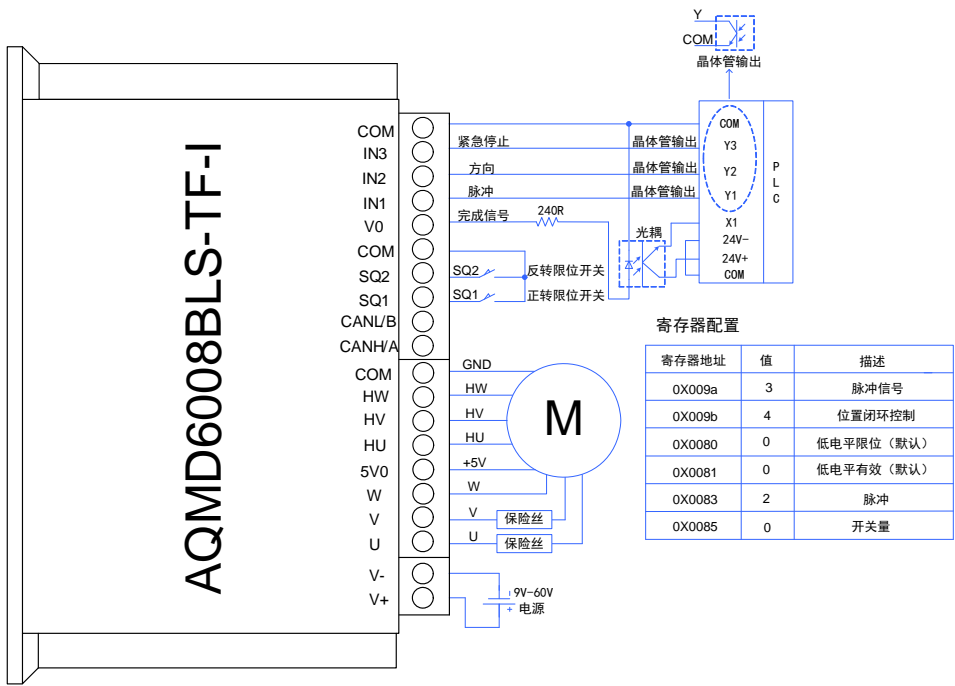 Y
COM
晶体管输出
AQMD6008BLS-TF-I
COM
IN3
IN2
IN1
V0
COM
SQ2
SQ1
CANL/B
CANH/A
COM
HW
HV
HU
5V0
W
V
U
V-
V+
紧急停止
方向
脉冲
完成信号
240R
SQ2
反转限位开关
SQ1
正转限位开关
晶体管输出
晶体管输出
晶体管输出
光耦
COM
Y3
Y2
Y1
X1
24V-
24V+
COM
PLC
GND
HW
HV
HU
+5V
W
V
保险丝
U
保险丝
M
9V-60V
电源
寄存器配置
寄存器地址 值 描述
0X009a 3 脉冲信号
0X009b 4 位置闭环控制
0X0080 0 低电平限位（默认）
0X0081 0 低电平有效（默认）
0X0083 2 脉冲
0X0085 0 开关量